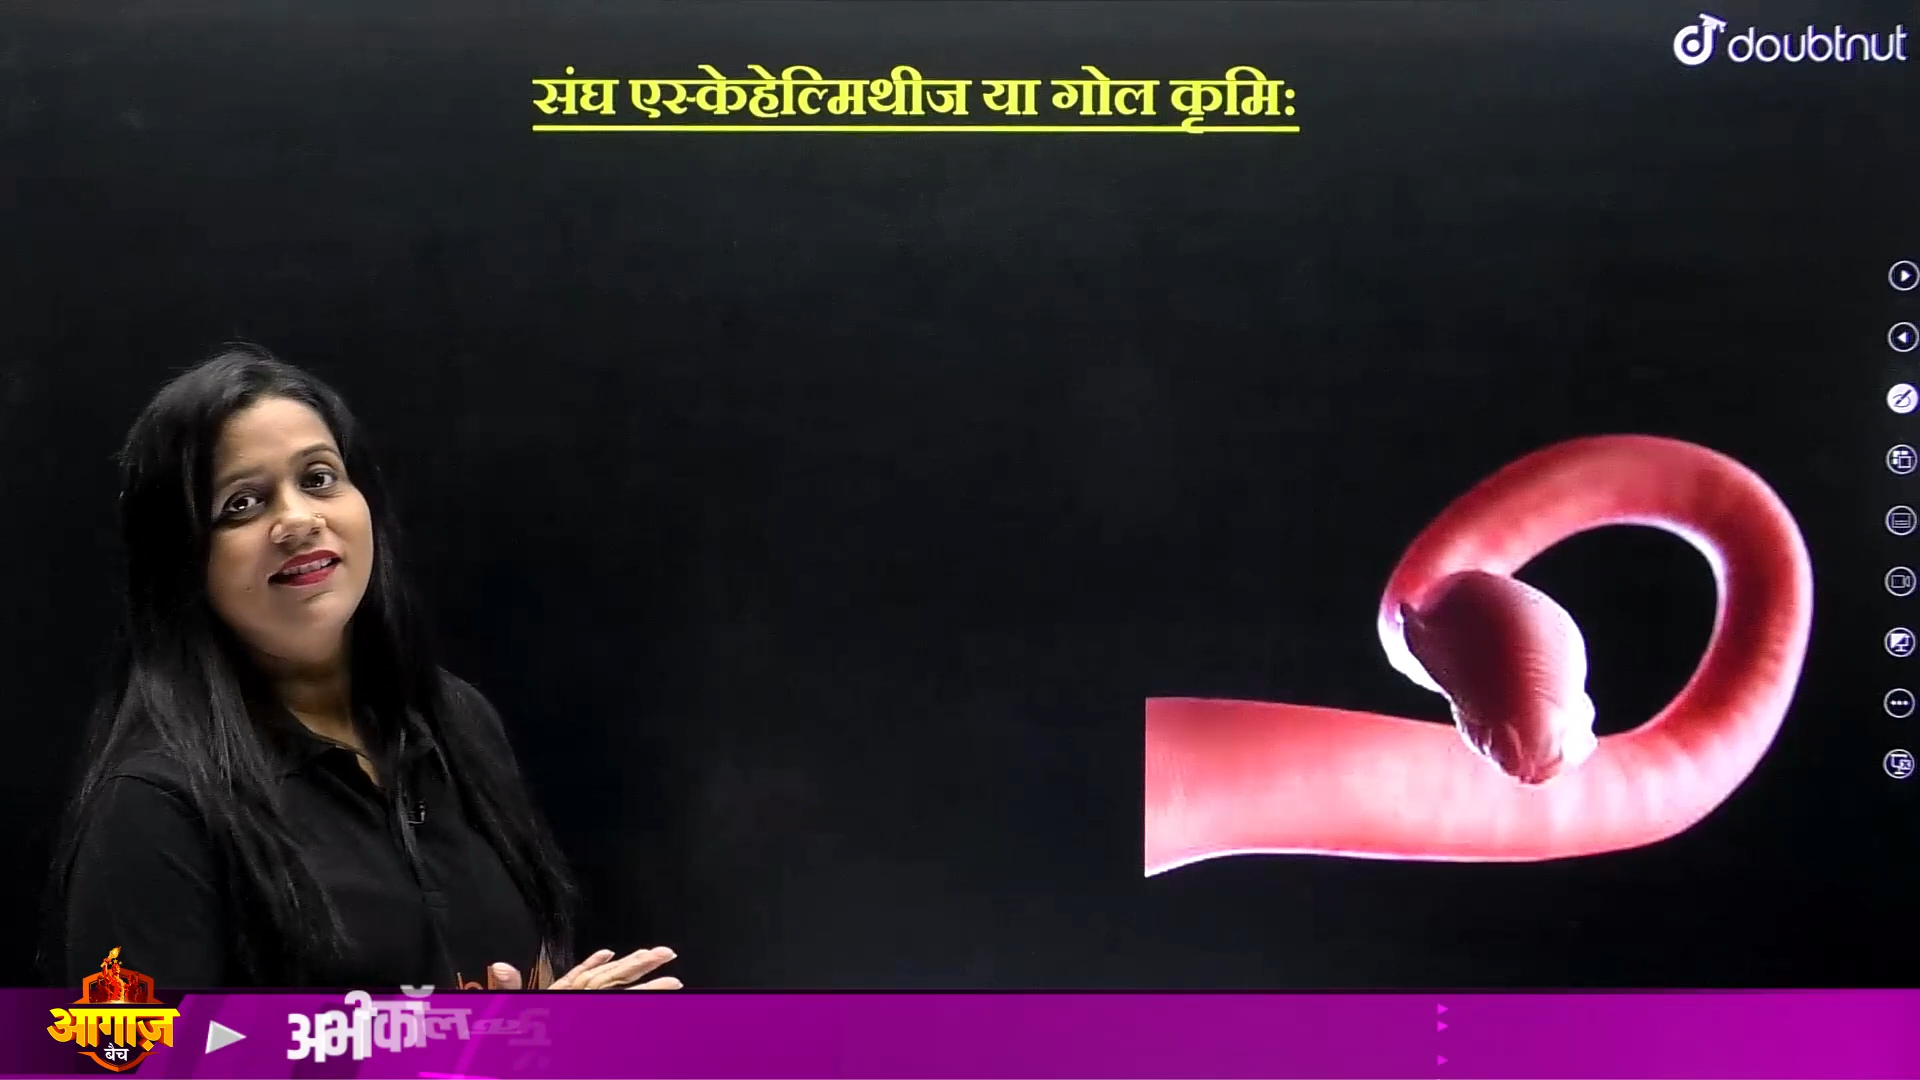 doubtnut
संघ एस्केहेल्मिथीज या गोल कृमि:
आगाज़
बैच
अभी कॉल